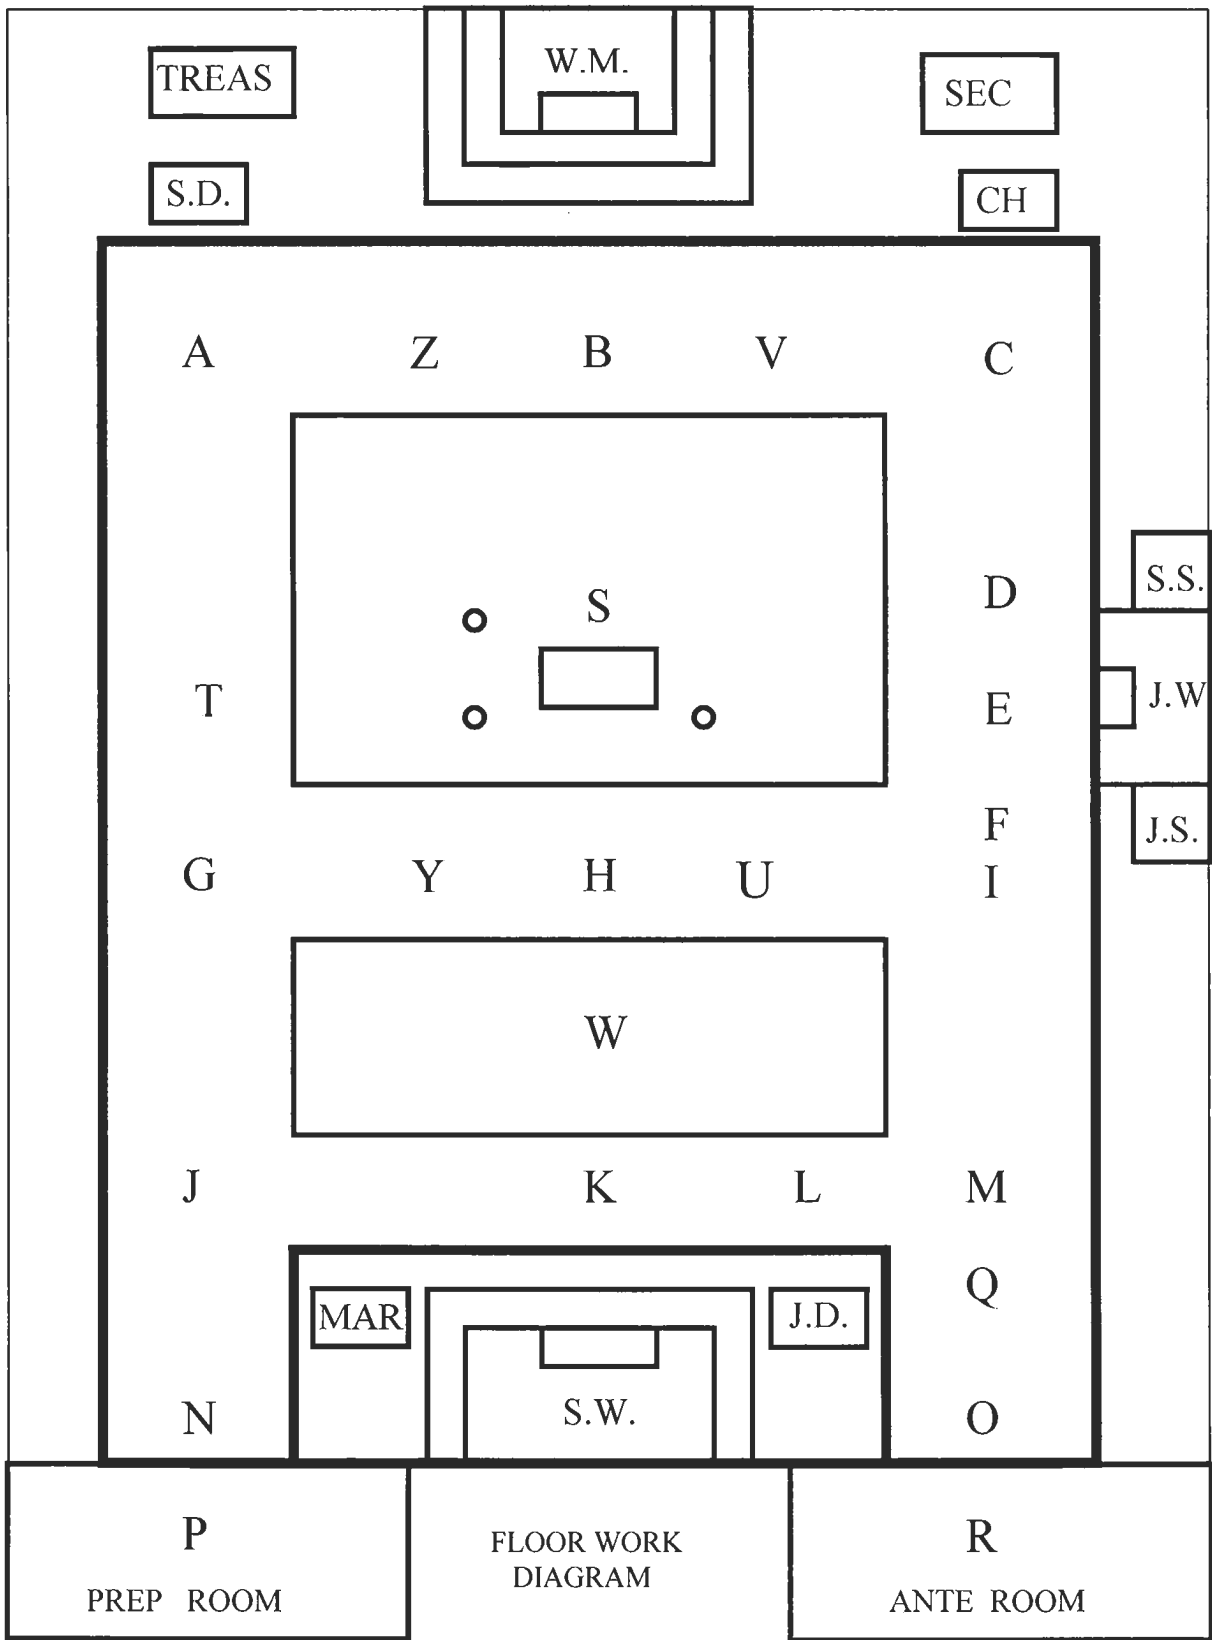 W.M.
TREAS
SEC
S.D.
CH
A Z B V C
S.S.
D
S
T
E
J.W
F
J.S.
G Y H U I
W
J K L M
Q
MAR
J.D.
S.W.
N
O
P
R
FLOOR WORK
DIAGRAM
PREP ROOM
ANTE ROOM